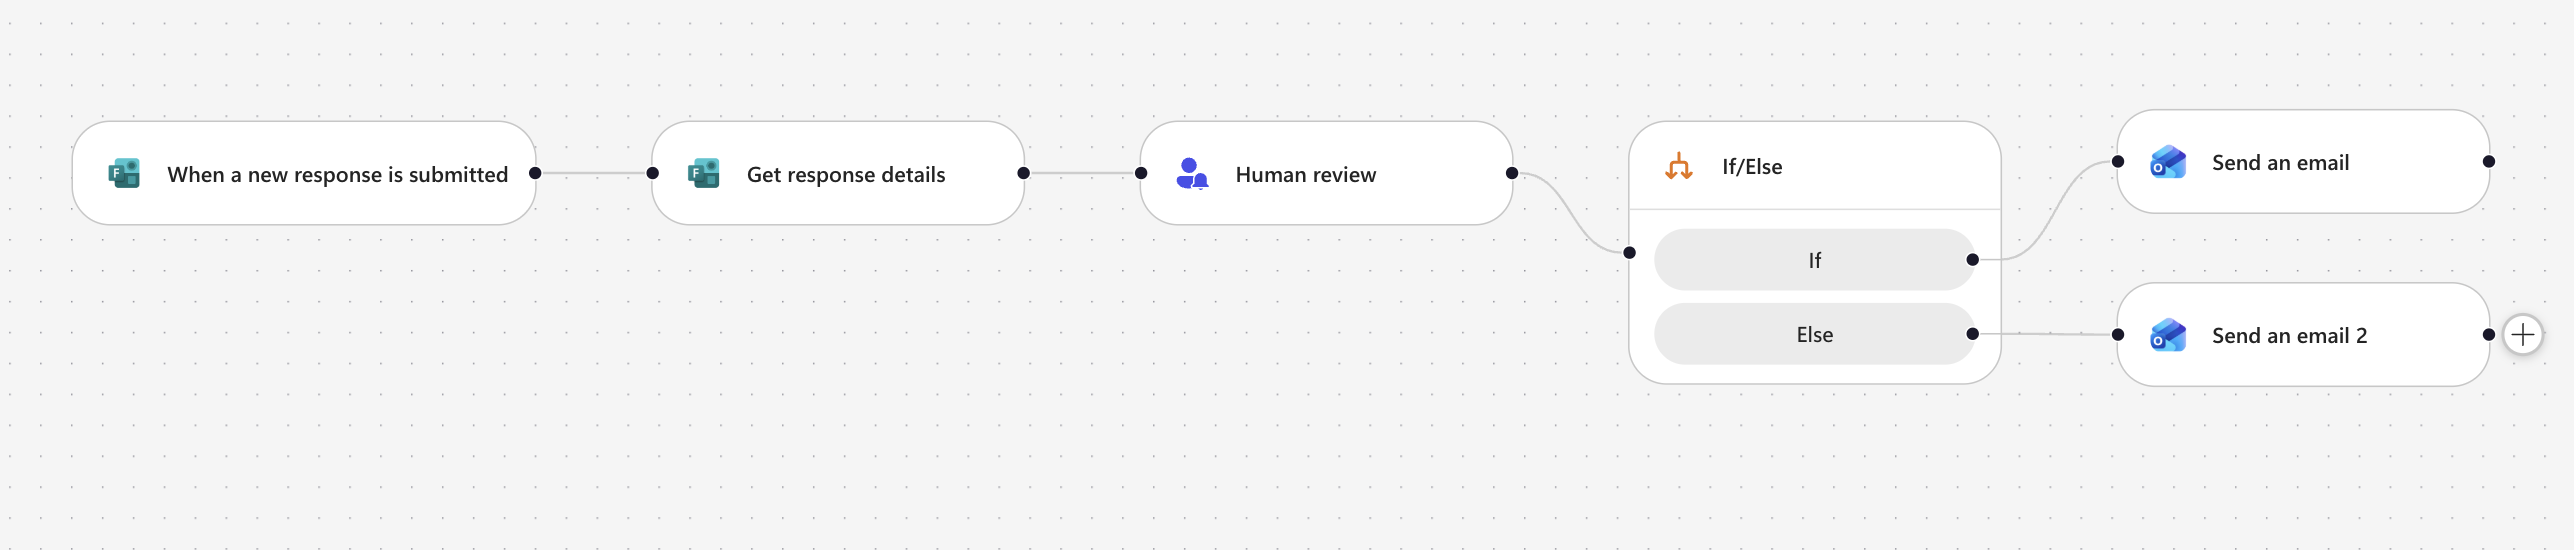 When a new response is submitted
Get response details
Human review
If/Else
If
Else
Send an email
Send an email 2